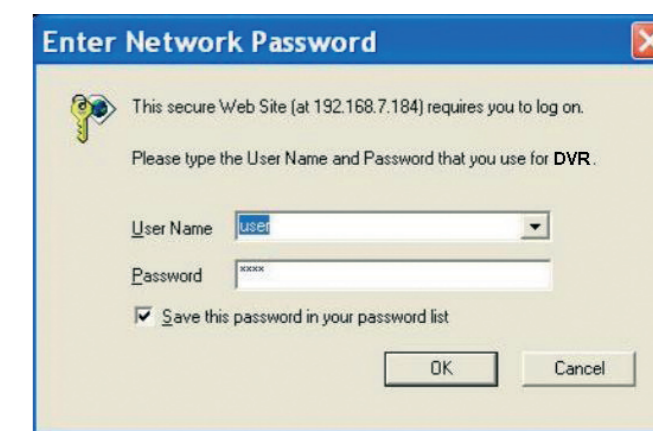 Enter Network Password
This secure Web Site (at 192.168.7.184) requires you to log on.
Please type the User Name and Password that you use for DVR.
User Name user
Password ****
Save this password in your password list
OK Cancel